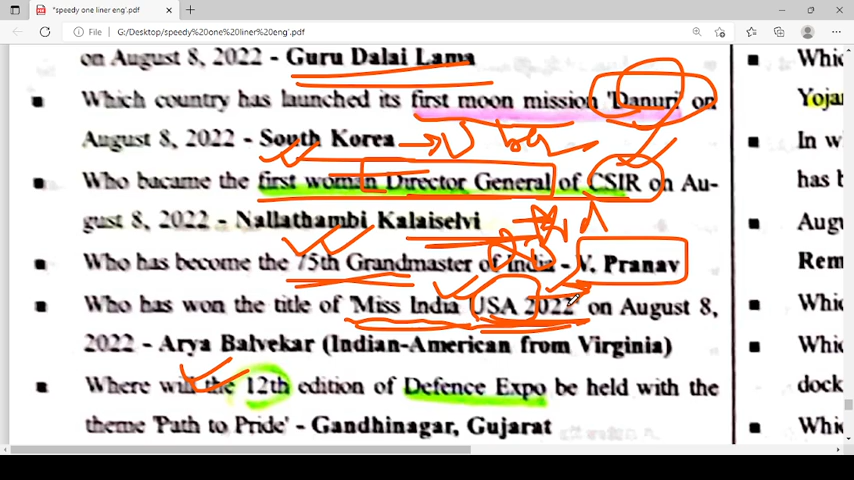 *speedy one liner eng*.pdf
File
G:/Desktop/speedy%20one%20liner%20eng`.pdf
on August 8, 2022 - Guru Dalai Lama
Which country has launched its first moon mission 'Danuri' on
August 8, 2022 - South Korea
Who bacame the first woman Director General of CSIR on Au-
gust 8, 2022 - Nallathambi Kalaiselvi
Who has become the 75th Grandmaster of India - V. Pranav
Who has won the title of 'Miss India USA 2022' on August 8,
2022 - Arya Balvekar (Indian-American from Virginia)
Where will the 12th edition of Defence Expo be held with the
theme 'Path to Pride' - Gandhinagar, Gujarat
Whic
Yojar
In w
has b
Augu
Rem
Whic
Whic
dock
Whic